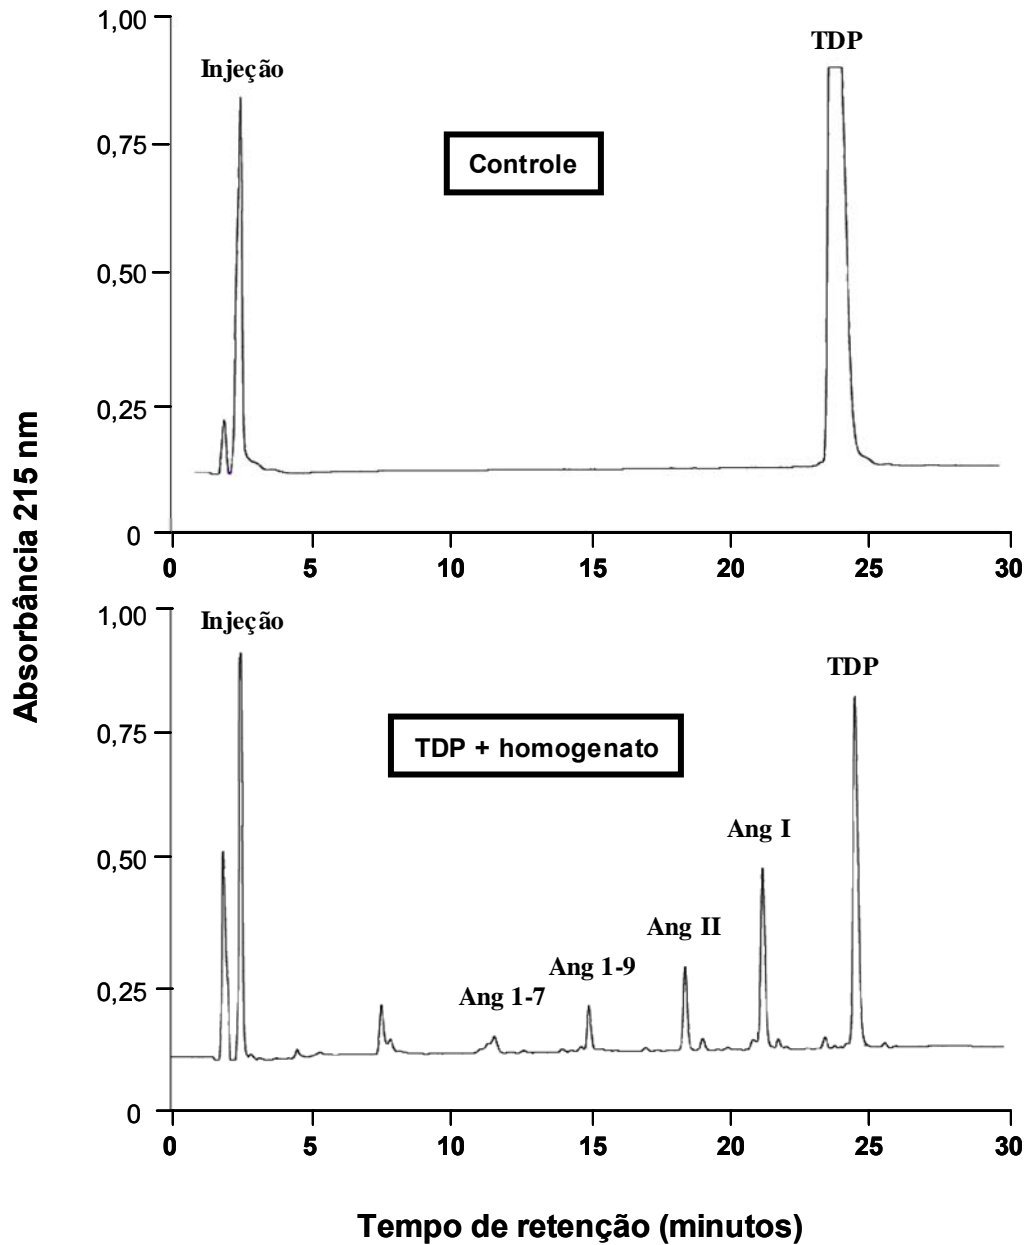 1,00
TDP
Injeção
0,75
Controle
0,50
0,25
0
0 5 10 15 20 25 30
Absorbância 215 nm
1,00
Injeção
TDP
0,75
TDP + homogenato
Ang I
0,50
Ang II
Ang 1-9
0,25
Ang 1-7
0
0 5 10 15 20 25 30
Tempo de retenção (minutos)